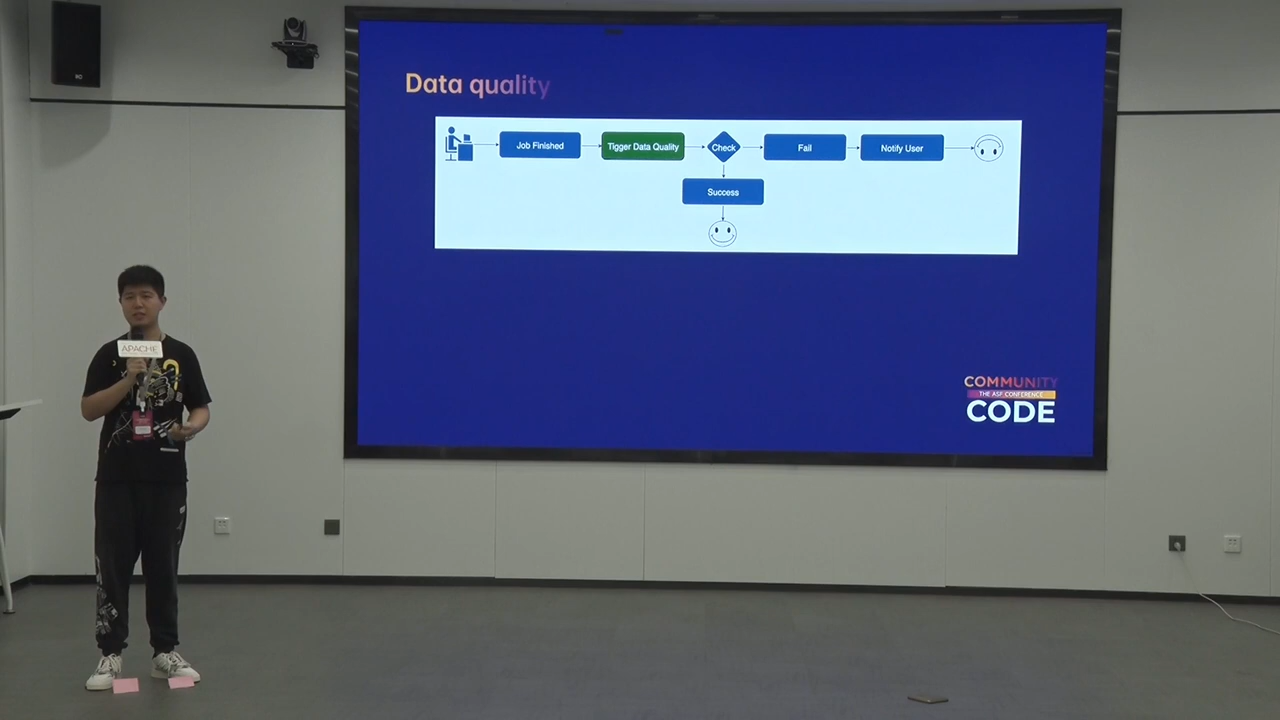 Data quality
Job Finished
Tigger Data Quality
Check
Fail
Notify User
Success
APACHE
COMMUNITY
THE ASF CONFERENCE
CODE